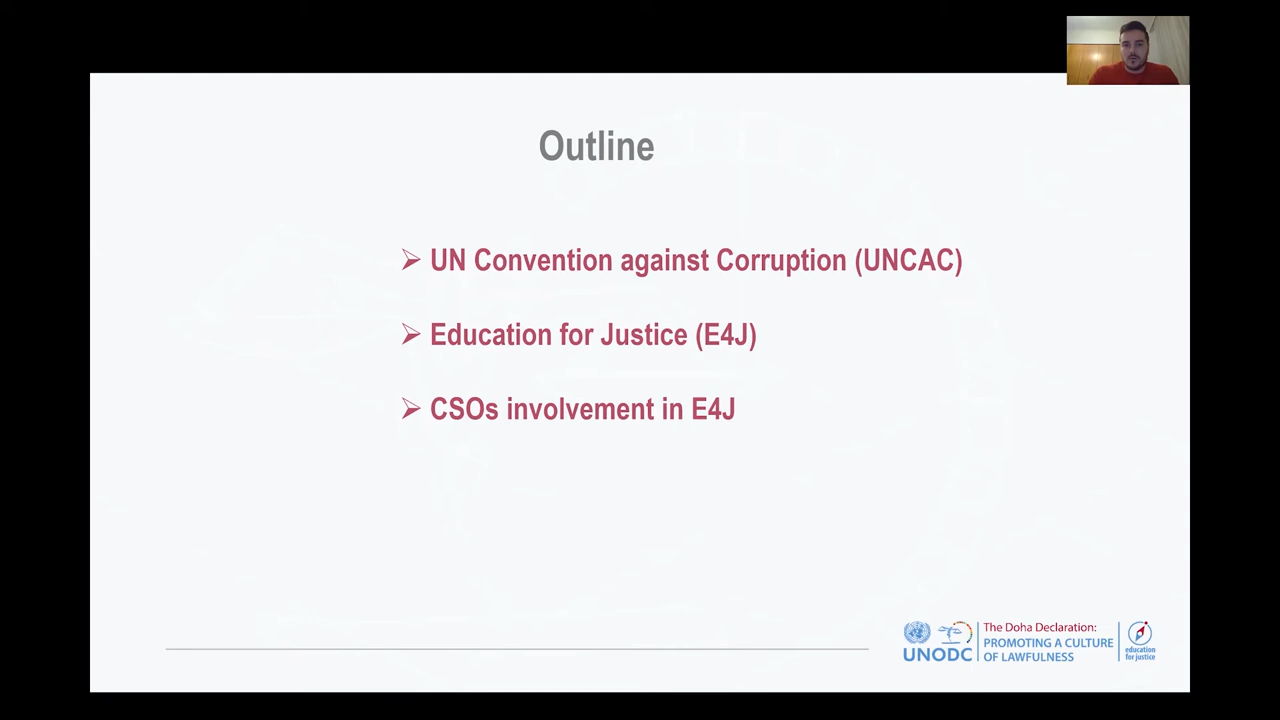 Outline
➢ UN Convention against Corruption (UNCAC)
➢ Education for Justice (E4J)
➢ CSOs involvement in E4J
UNODC
The Doha Declaration:
PROMOTING A CULTURE
OF LAWFULNESS
education
for justice